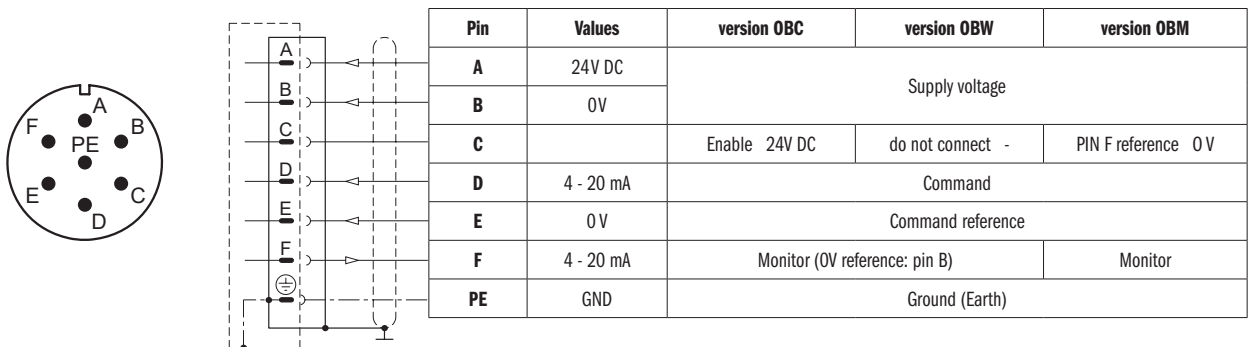 A
F
B
PE
E
C
D
A
B
C
D
E
F
Pin Values version OBC version OBW version OBM
A 24V DC Supply voltage
B 0V
C Enable 24V DC do not connect - PIN F reference 0 V
D 4 - 20 mA Command
E 0 V Command reference
F 4 - 20 mA Monitor (0V reference: pin B) Monitor
PE GND Ground (Earth)